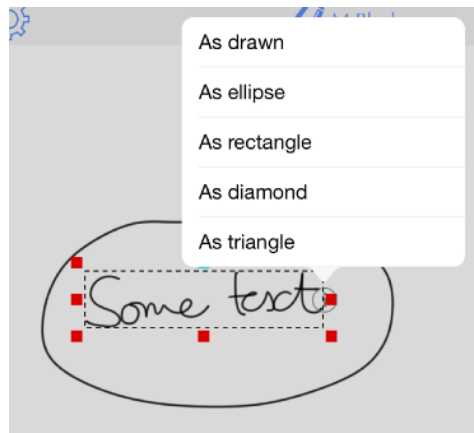 As drawn
As ellipse
As rectangle
As diamond
As triangle
Some text